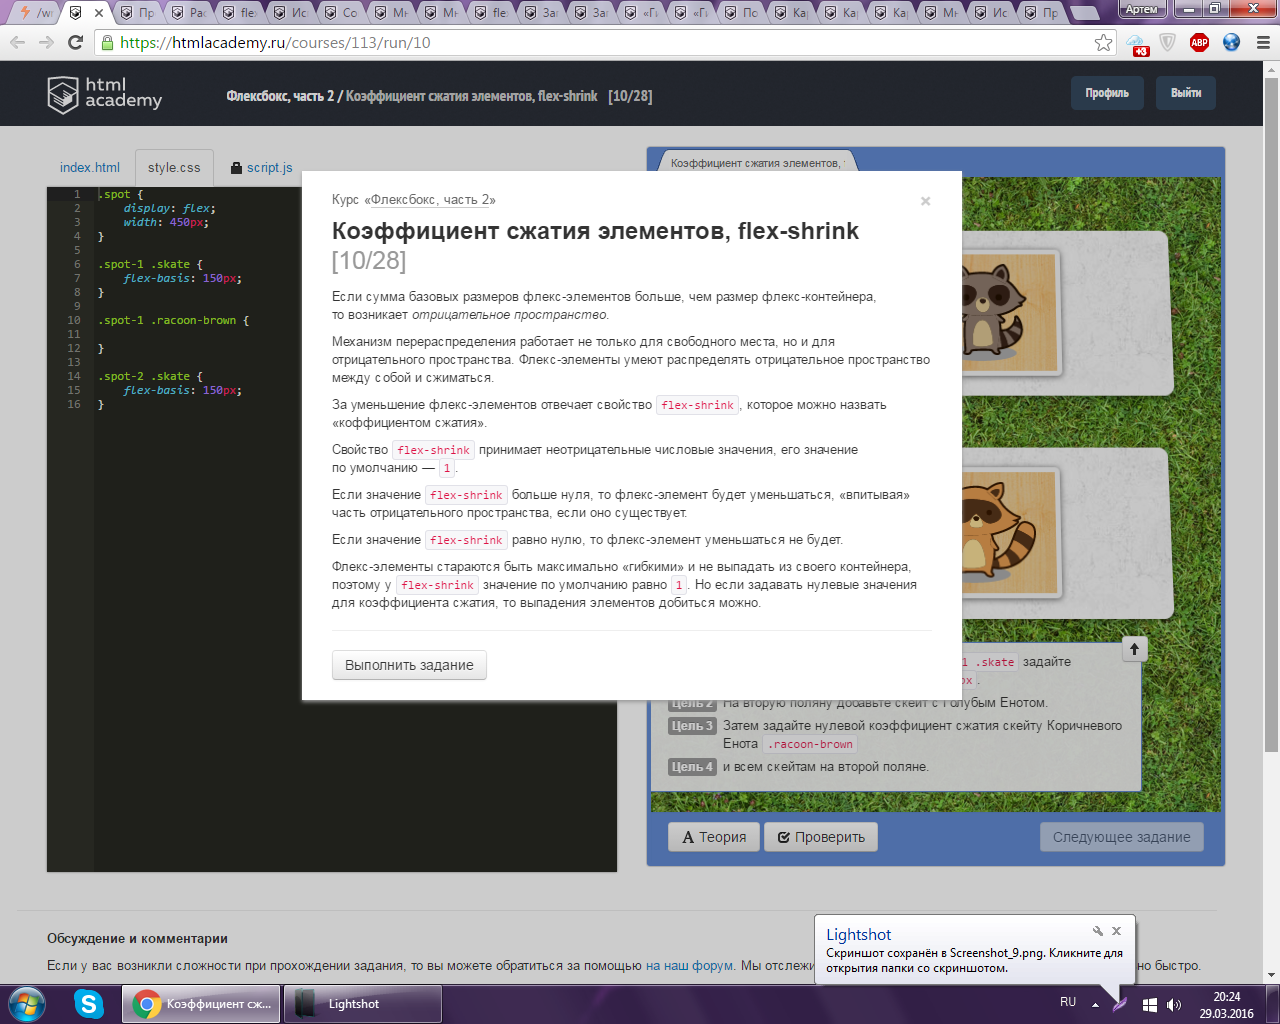 /w
Пр
Ра
flex
Ис
Со
Мн
Мн
flex
Заг
Заг
«Ги
«Ги
По
Кар
Кар
Кар
Мн
Ис
Пр
Артем
https://htmlacademy.ru/courses/113/run/10
+3
ABP
html
academy
Флексбокс, часть 2 / Коэффициент сжатия элементов, flex-shrink [10/28]
Профиль
Выйти
index.html
style.css
script.js
1 .spot {
2 display: flex;
3 width: 450px;
4 }
5
6 .spot-1 .skate {
7 flex-basis: 150px;
8 }
9
10 .spot-1 .racoon-brown {
11
12 }
13
14 .spot-2 .skate {
15 flex-basis: 150px;
16 }
Коэффициент сжатия элементов,
Курс «Флексбокс, часть 2»
×
Коэффициент сжатия элементов, flex-shrink
[10/28]
Если сумма базовых размеров флекс-элементов больше, чем размер флекс-контейнера,
то возникает отрицательное пространство.
Механизм перераспределения работает не только для свободного места, но и для
отрицательного пространства. Флекс-элементы умеют распределять отрицательное пространство
между собой и сжиматься.
За уменьшение флекс-элементов отвечает свойство flex-shrink, которое можно назвать
«коффициентом сжатия».
Свойство flex-shrink принимает неотрицательные числовые значения, его значение
по умолчанию — 1.
Если значение flex-shrink больше нуля, то флекс-элемент будет уменьшаться, «впитывая»
часть отрицательного пространства, если оно существует.
Если значение flex-shrink равно нулю, то флекс-элемент уменьшаться не будет.
Флекс-элементы стараются быть максимально «гибкими» и не выпадать из своего контейнера,
поэтому у flex-shrink значение по умолчанию равно 1. Но если задавать нулевые значения
для коэффициента сжатия, то выпадения элементов добиться можно.
Выполнить задание
1 .skate задайте
px.
Цель 2 На вторую поляну добавьте скейт с Голубым Енотом.
Цель 3 Затем задайте нулевой коэффициент сжатия скейту Коричневого
Енота .racoon-brown
Цель 4 и всем скейтам на второй поляне.
Теория
Проверить
Следующее задание
Обсуждение и комментарии
Если у вас возникли сложности при прохождении задания, то вы можете обратиться за помощью на наш форум. Мы отслежи
но быстро.
Lightshot
Скриншот сохранён в Screenshot_9.png. Кликните для
открытия папки со скриншотом.
Коэффициент сж...
Lightshot
RU
20:24
29.03.2016